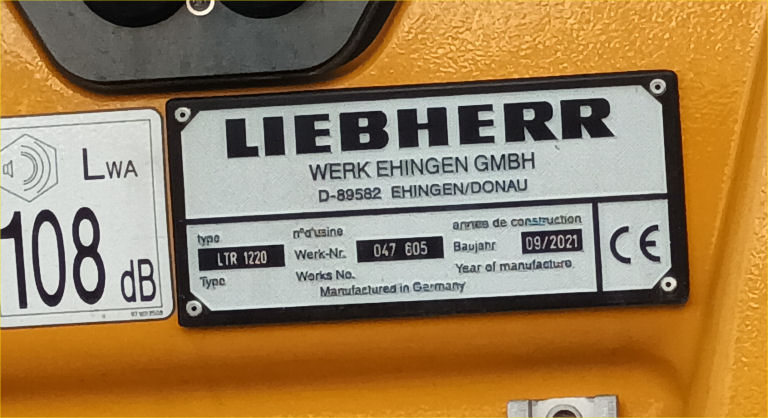 LWA
108 dB
LIEBHERR
WERK EHINGEN GMBH
D-89582 EHINGEN/DONAU
type
LTR 1220
Type
n°d'usine
Werk-Nr. 047 605
Works No.
annes de construction
Baujahr 09/2021
Year of manufacture
Manufactured in Germany
CE